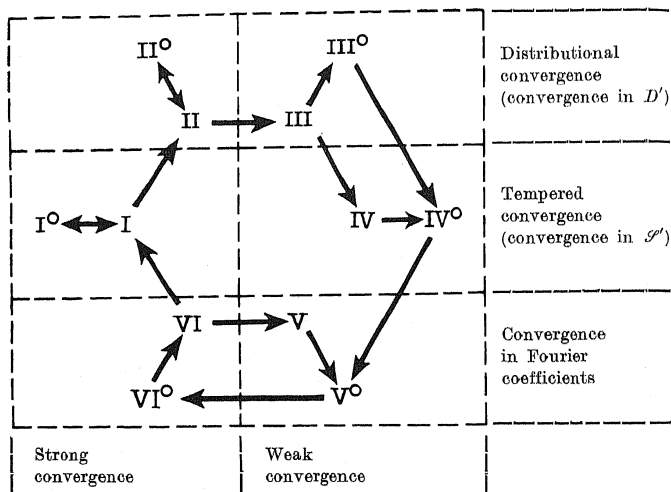 II° III°
Distributional
convergence
(convergence in D′)
II III
I° I IV IV°
Tempered
convergence
(convergence in 𝒮′)
VI V
VI° V°
Convergence
in Fourier
coefficients
Strong
convergence
Weak
convergence